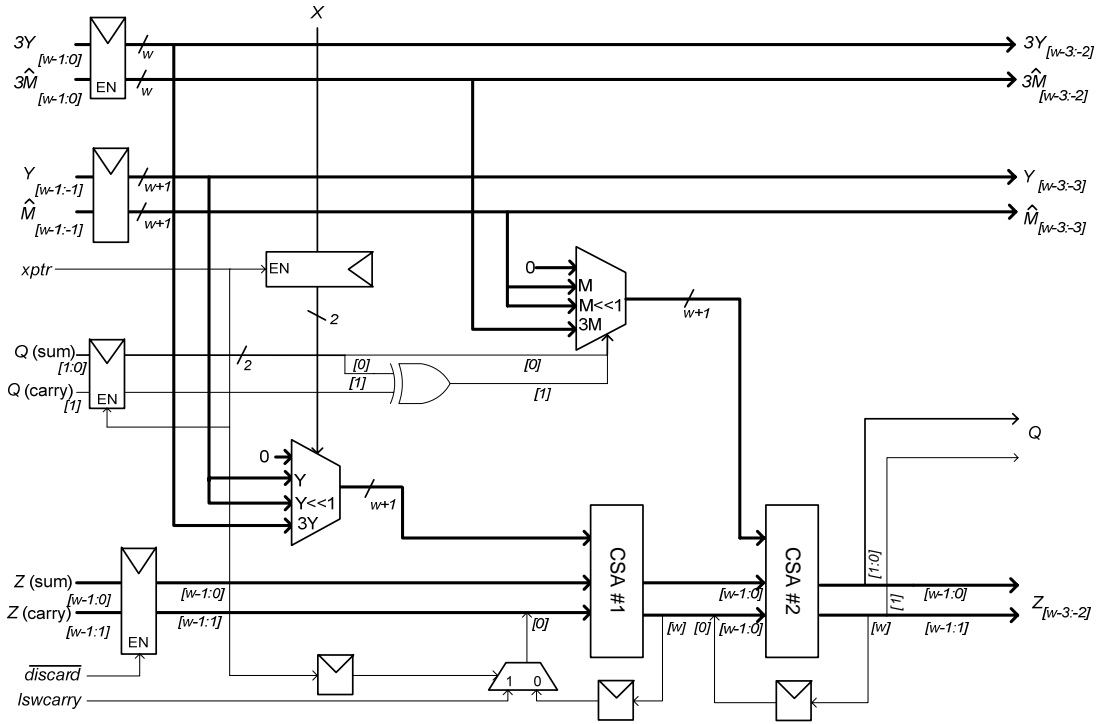 X
3Y [w-1:0]
EN
w
3Y [w-3:-2]
3M̂ [w-1:0]
w
3M̂ [w-3:-2]
Y [w-1:-1]
w+1
Y [w-3:-3]
M̂ [w-1:-1]
w+1
M̂ [w-3:-3]
xptr
EN
2
0
M
M<<1
3M
w+1
Q (sum) [1:0]
2
[0]
[0]
Q (carry) [1]
EN
[1]
[1]
Q
0
Y
Y<<1
3Y
w+1
CSA #1
CSA #2
[1:0]
[1]
Z (sum) [w-1:0]
[w-1:0]
[w-1:0]
[w-1:0]
Z (carry) [w-1:1]
EN
[w-1:1]
[0]
[w]
[0]
[w-1:0]
[w]
[w-1:1]
Z [w-3:-2]
discard
1
0
lswcarry